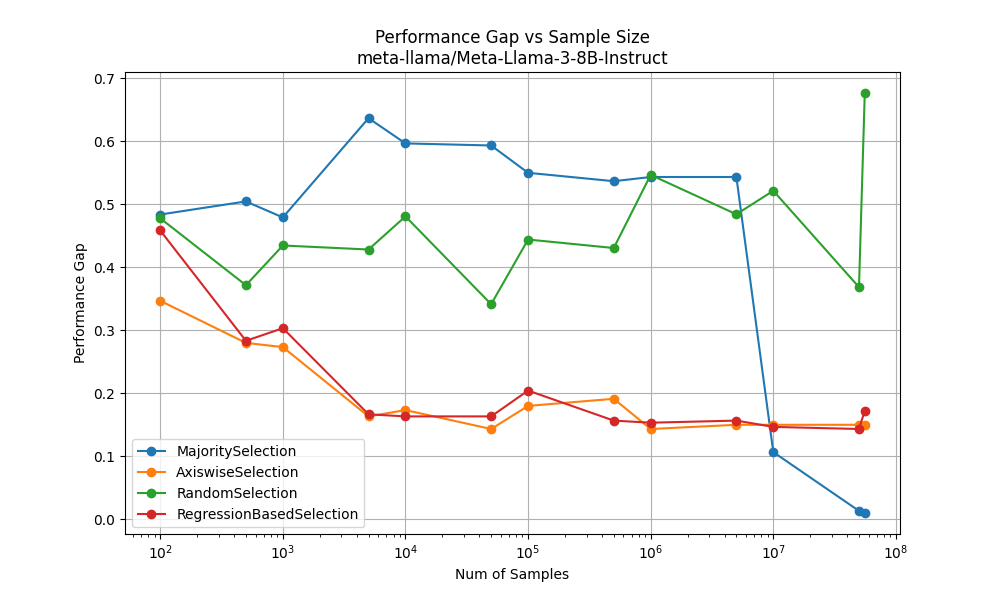 Performance Gap vs Sample Size
meta-llama/Meta-Llama-3-8B-Instruct
Performance Gap
0.7
0.6
0.5
0.4
0.3
0.2
0.1
0.0
MajoritySelection
AxiswiseSelection
RandomSelection
RegressionBasedSelection
10² 10³ 10⁴ 10⁵ 10⁶ 10⁷ 10⁸
Num of Samples